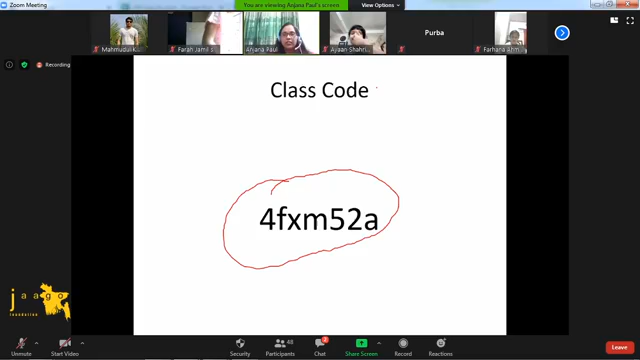 Zoom Meeting
You are viewing Anjana Paul's screen
View Options
Mahmudul K
Farah Jamil s
Anjana Paul
Ayaan Shahri
Purba
Farhana Ahm
Recording
Class Code
4fxm52a
jaago
foundation
Unmute
Start Video
Security
48
Participants
2
Chat
Share Screen
Record
Reactions
Leave